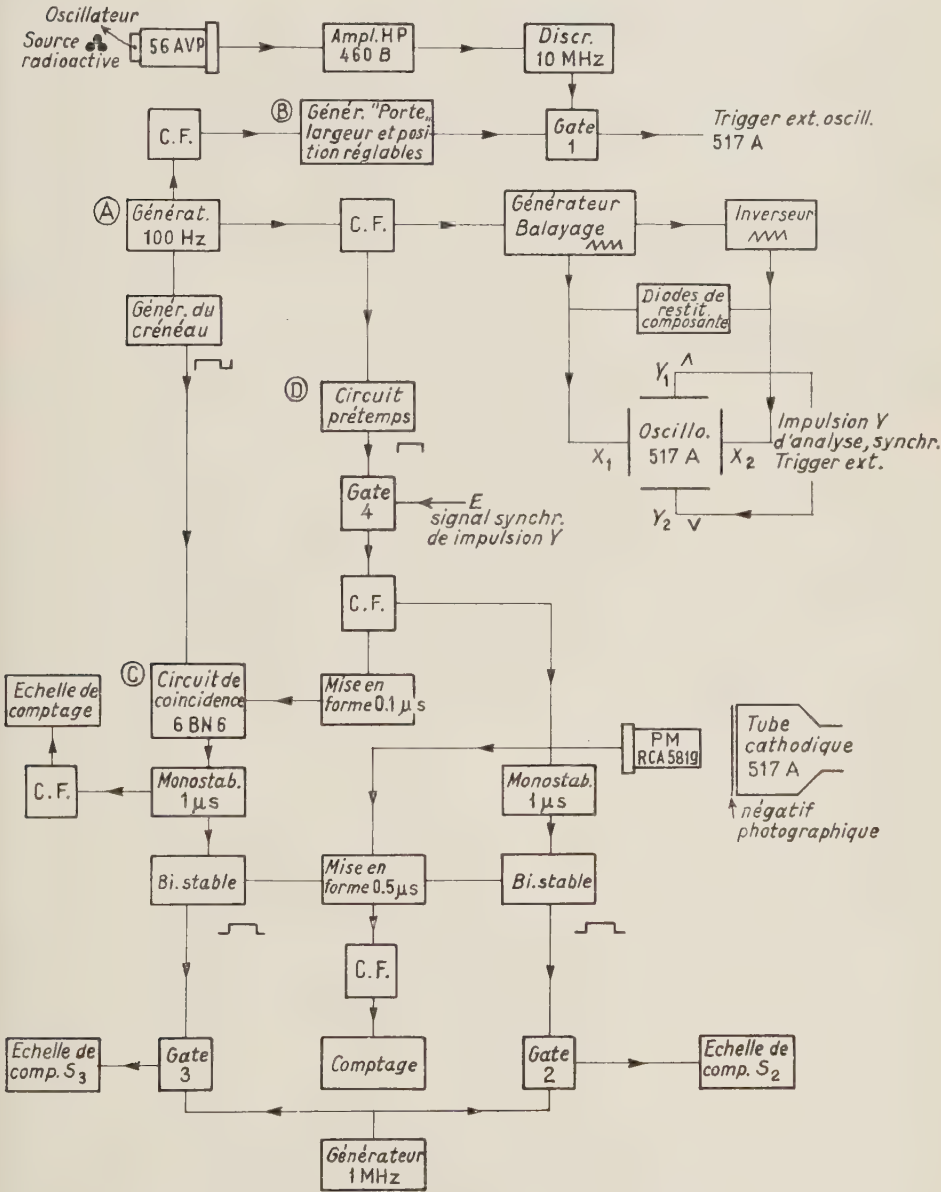 Oscillateur
Source
radioactive
56 AVP
Ampl. HP
460 B
Discr.
10 MHz
C.F.
B
Génér. "Porte„
largeur et posi
tion réglables
Gate
1
Trigger ext. oscill.
517 A
A
Générat.
100 Hz
C.F.
Générateur
Balayage
Inverseur
Génér. du
crénéau
Diodes de
restit.
composante
D
Circuit
prétemps
Y1
Oscillo.
517 A
X1
X2
Y2
Impulsion Y
d'analyse, synchr.
Trigger ext.
Gate
4
E
signal synchr.
de impulsion Y
C.F.
C
Circuit de
coincidence
6 BN 6
Mise en
forme 0.1 µs
Echelle de
comptage
C.F.
Monostab.
1 µs
PM
RCA 5819
Monostab.
1 µs
Tube
cathodique
517 A
négatif
photographique
Bi.stable
Mise en
forme 0.5 µs
Bi.stable
C.F.
Echelle de
comp. S3
Gate
3
Comptage
Gate
2
Echelle de
comp. S2
Générateur
1 MHz